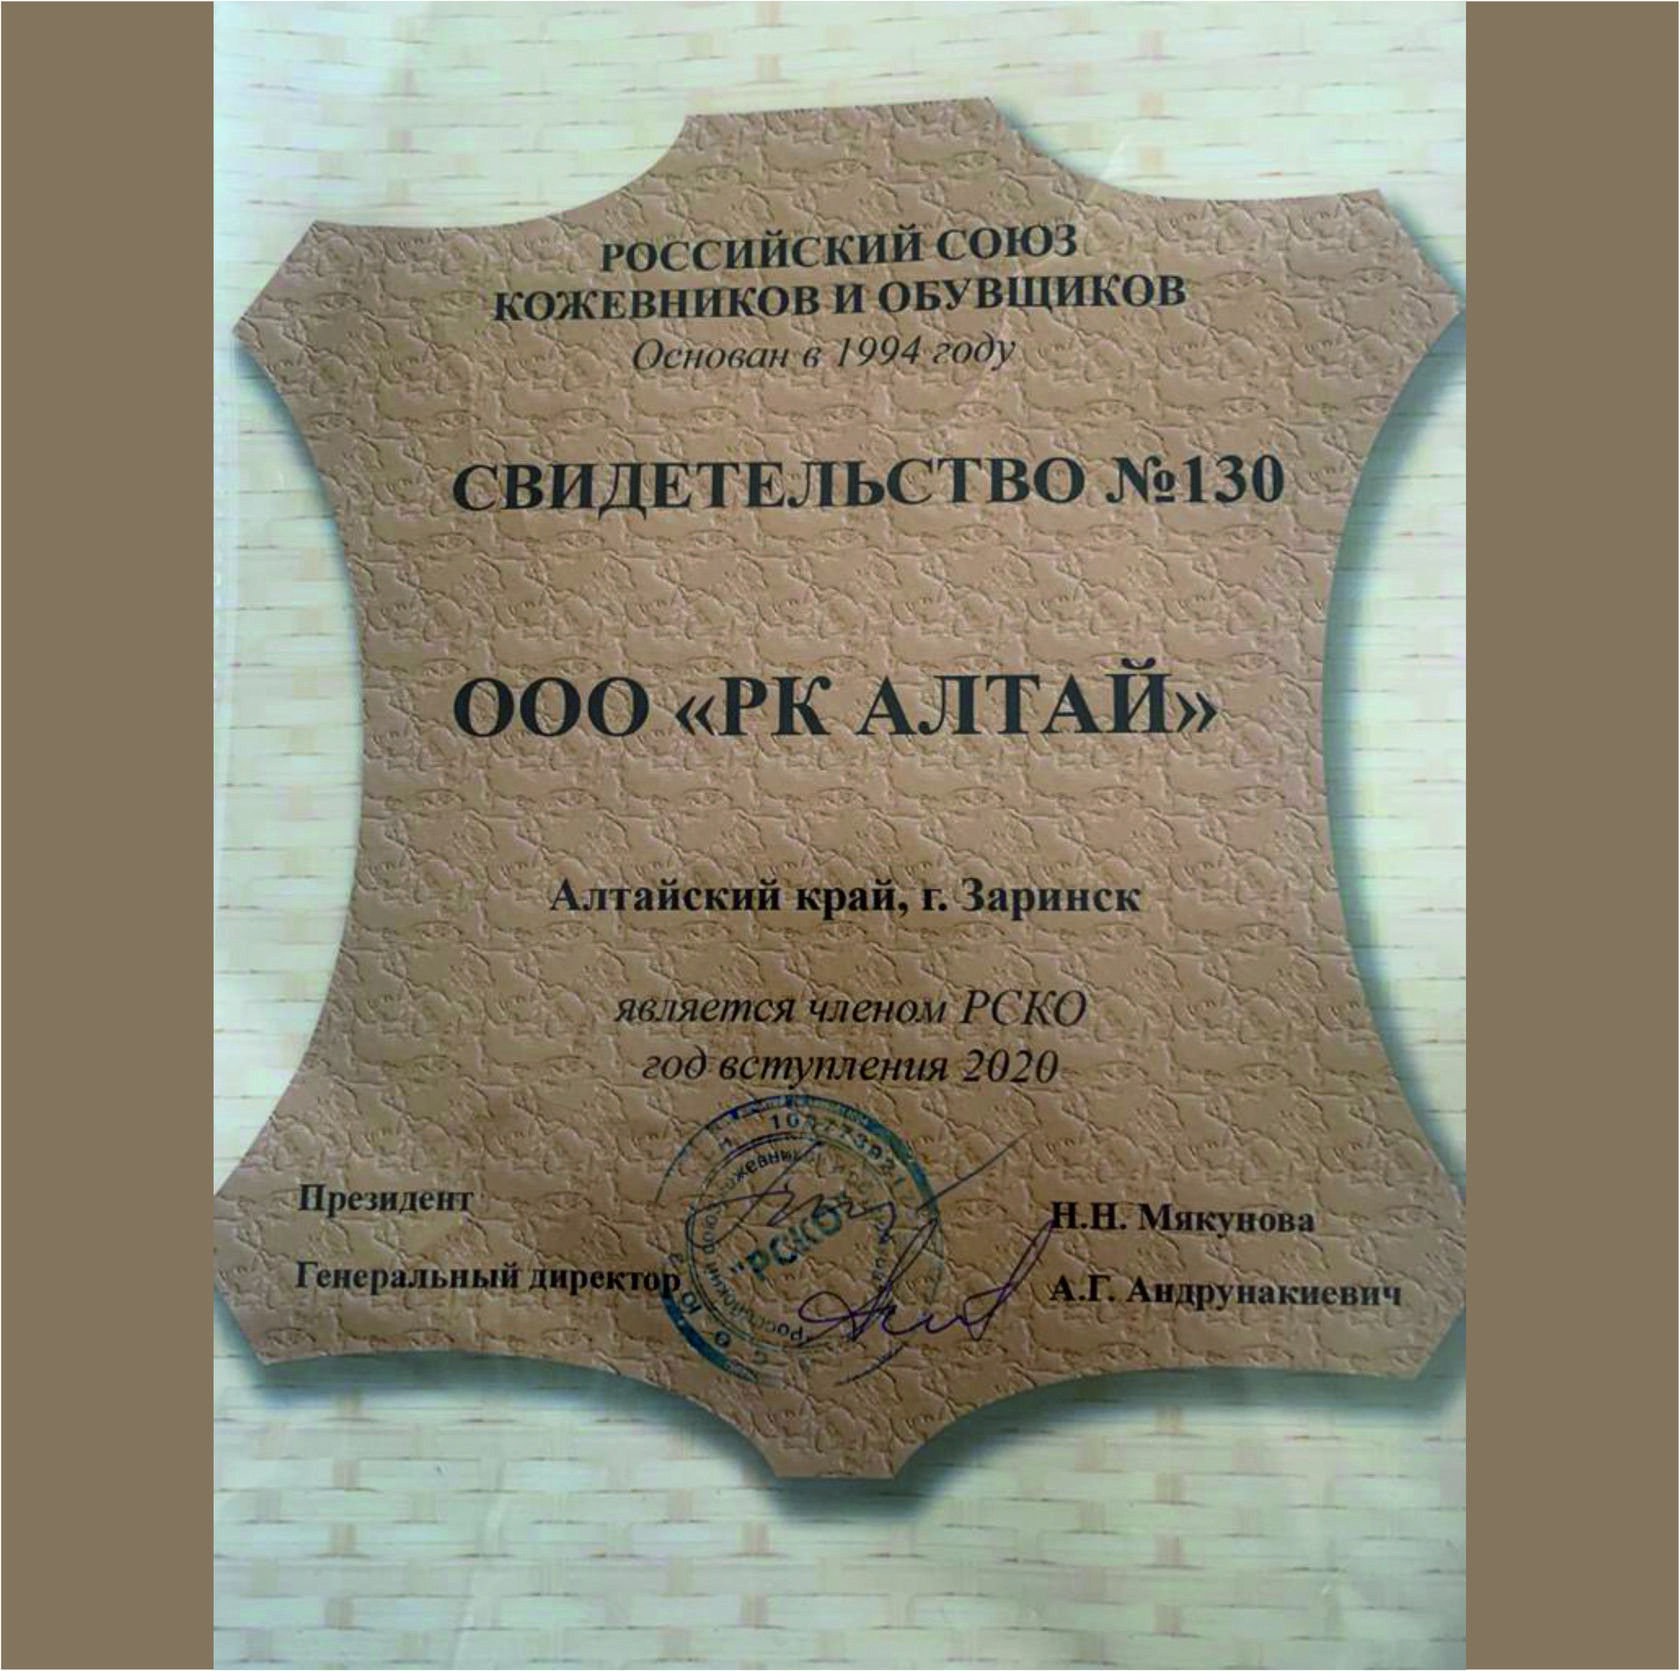 РОССИЙСКИЙ СОЮЗ
КОЖЕВНИКОВ И ОБУВЩИКОВ
Основан в 1994 году
СВИДЕТЕЛЬСТВО №130
ООО «РК АЛТАЙ»
Алтайский край, г. Заринск
является членом РСКО
год вступления 2020
Президент
Н.Н. Мякунова
Генеральный директор
А.Г. Андрунакиевич
"РСКО"